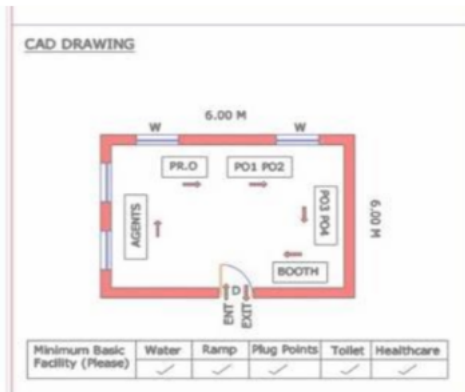 CAD DRAWING
6.00 M
W W
PR.O PO1 PO2
AGENTS
PO3 PO4
6.00 M
BOOTH
D
ENT EXIT
Minimum Basic Facility (Please) Water Ramp Plug Points Toilet Healthcare